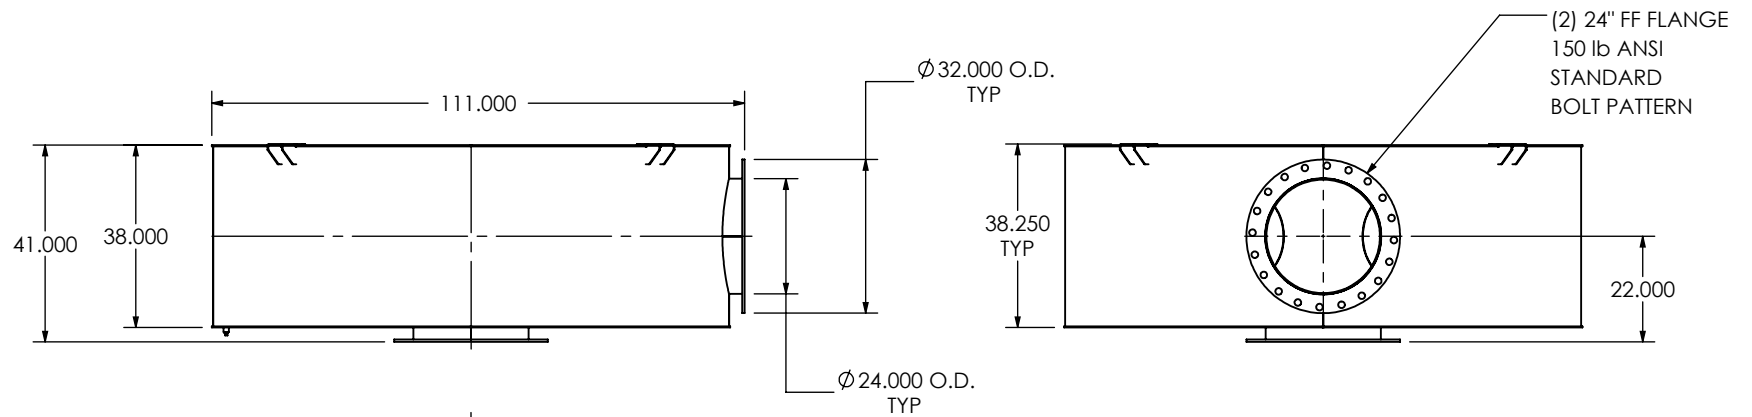 (2) 24" FF FLANGE
150 lb ANSI
STANDARD
BOLT PATTERN
Ø32.000 O.D.
TYP
111.000
41.000
38.000
38.250
TYP
22.000
Ø24.000 O.D.
TYP